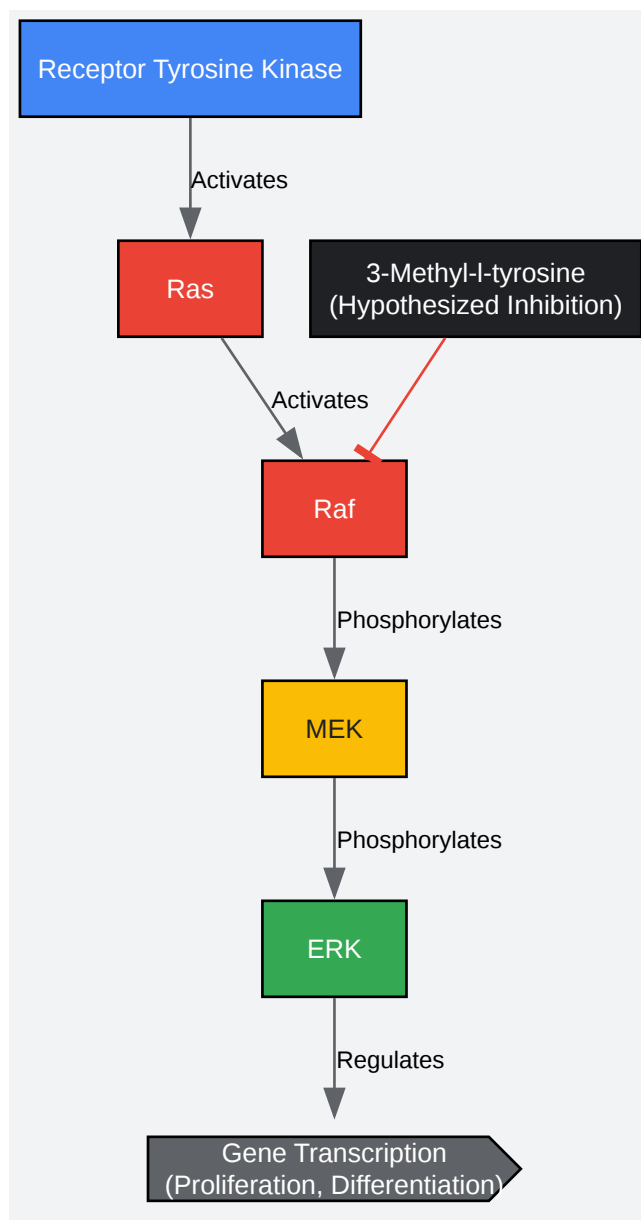 Receptor Tyrosine Kinase
Activates
Ras
3-Methyl-l-tyrosine
(Hypothesized Inhibition)
Activates
Raf
Phosphorylates
MEK
Phosphorylates
ERK
Regulates
Gene Transcription
(Proliferation, Differentiation)